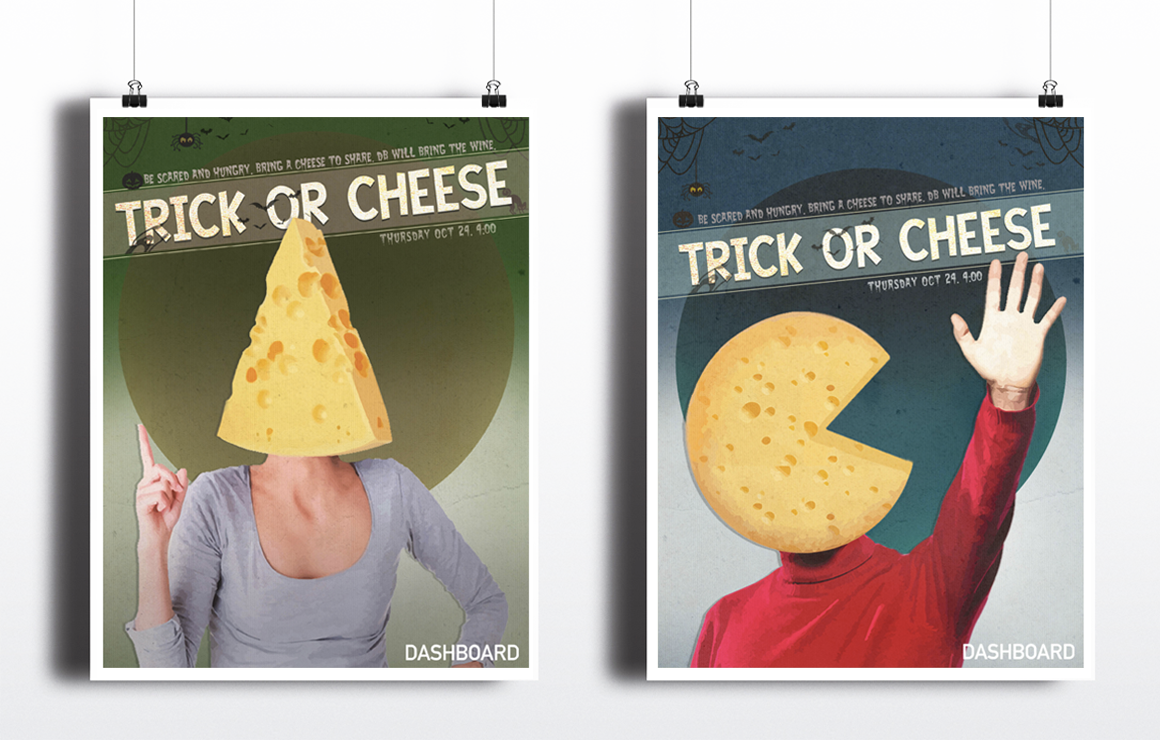 BE SCARED AND HUNGRY. BRING A CHEESE TO SHARE. DB WILL BRING THE WINE.
TRICK OR CHEESE
THURSDAY OCT 29. 4:00
DASHBOARD
BE SCARED AND HUNGRY. BRING A CHEESE TO SHARE. DB WILL BRING THE WINE.
TRICK OR CHEESE
THURSDAY OCT 29. 4:00
DASHBOARD